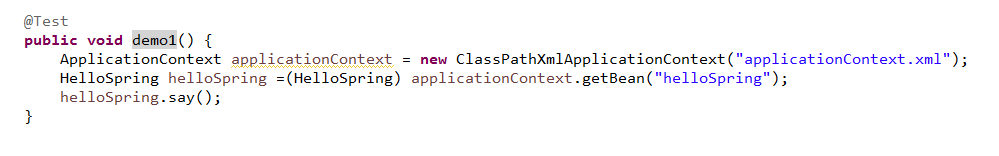 @Test
public void demo1() {
    ApplicationContext applicationContext = new ClassPathXmlApplicationContext("applicationContext.xml");
    HelloSpring helloSpring =(HelloSpring) applicationContext.getBean("helloSpring");
    helloSpring.say();
}